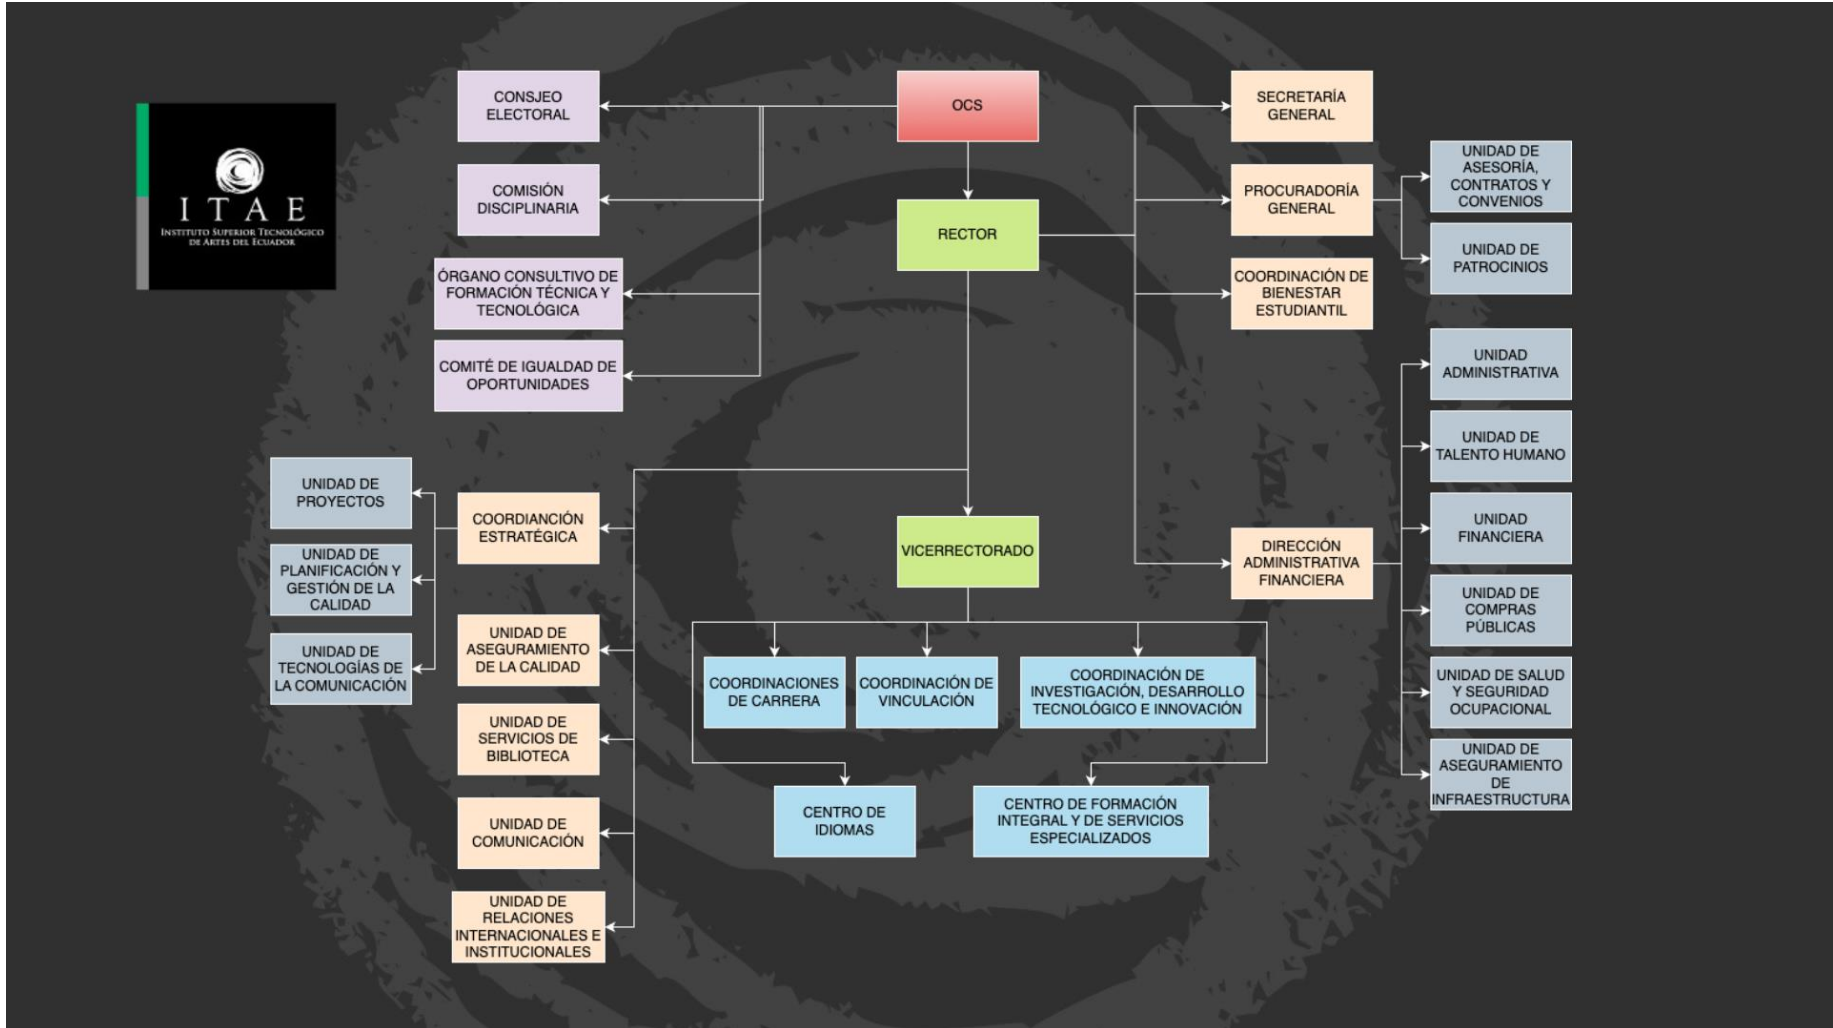 ITAE
INSTITUTO SUPERIOR TECNOLÓGICO
DE ARTES DEL ECUADOR
CONSJEO
ELECTORAL
COMISIÓN
DISCIPLINARIA
ÓRGANO CONSULTIVO DE
FORMACIÓN TÉCNICA Y
TECNOLÓGICA
COMITÉ DE IGUALDAD DE
OPORTUNIDADES
OCS
RECTOR
SECRETARÍA
GENERAL
PROCURADORÍA
GENERAL
COORDINACIÓN DE
BIENESTAR
ESTUDIANTIL
UNIDAD DE
ASESORÍA,
CONTRATOS Y
CONVENIOS
UNIDAD DE
PATROCINIOS
UNIDAD
ADMINISTRATIVA
UNIDAD DE
TALENTO HUMANO
UNIDAD
FINANCIERA
UNIDAD DE
COMPRAS
PÚBLICAS
UNIDAD DE SALUD
Y SEGURIDAD
OCUPACIONAL
UNIDAD DE
ASEGURAMIENTO
DE
INFRAESTRUCTURA
DIRECCIÓN
ADMINISTRATIVA
FINANCIERA
UNIDAD DE
PROYECTOS
UNIDAD DE
PLANIFICACIÓN Y
GESTIÓN DE LA
CALIDAD
UNIDAD DE
TECNOLOGÍAS DE
LA COMUNICACIÓN
COORDIANCIÓN
ESTRATÉGICA
UNIDAD DE
ASEGURAMIENTO
DE LA CALIDAD
UNIDAD DE
SERVICIOS DE
BIBLIOTECA
UNIDAD DE
COMUNICACIÓN
UNIDAD DE
RELACIONES
INTERNACIONALES E
INSTITUCIONALES
VICERRECTORADO
COORDINACIONES
DE CARRERA
COORDINACIÓN DE
VINCULACIÓN
COORDINACIÓN DE
INVESTIGACIÓN, DESARROLLO
TECNOLÓGICO E INNOVACIÓN
CENTRO DE
IDIOMAS
CENTRO DE FORMACIÓN
INTEGRAL Y DE SERVICIOS
ESPECIALIZADOS